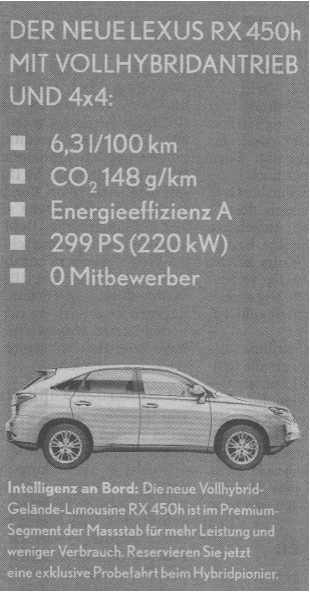 DER NEUE LEXUS RX 450h
MIT VOLLHYBRIDANTRIEB
UND 4x4:
6,3 l/100 km
CO₂ 148 g/km
Energieeffizienz A
299 PS (220 kW)
0 Mitbewerber
Intelligenz an Bord: Die neue Vollhybrid-
Gelände-Limousine RX 450h ist im Premium-
Segment der Massstab für mehr Leistung und
weniger Verbrauch. Reservieren Sie jetzt
eine exklusive Probefahrt beim Hybridpionier.